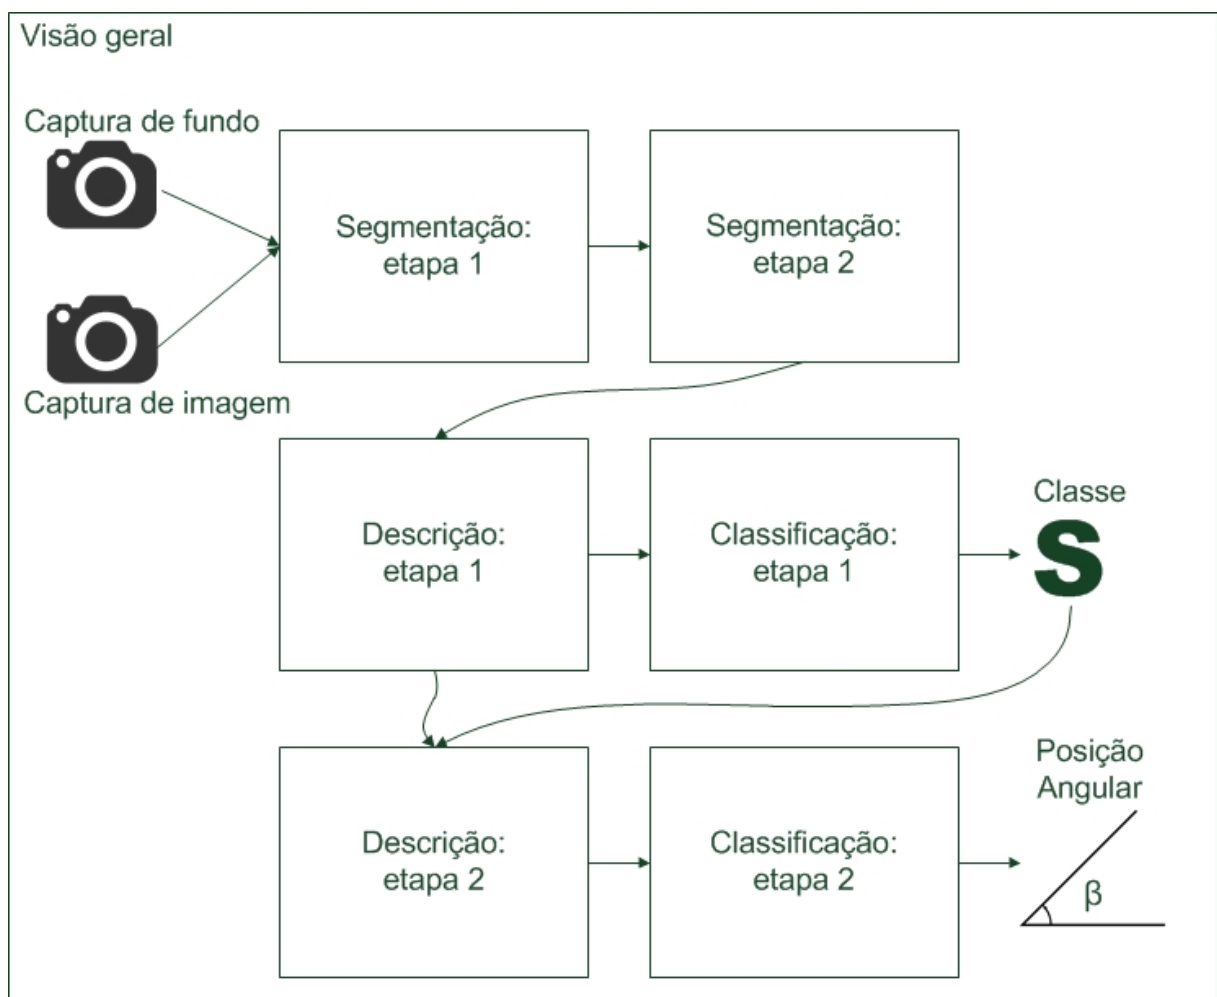 Visão geral
Captura de fundo
Captura de imagem
Segmentação:
etapa 1
Segmentação:
etapa 2
Descrição:
etapa 1
Classificação:
etapa 1
Classe
S
Descrição:
etapa 2
Classificação:
etapa 2
Posição
Angular
β